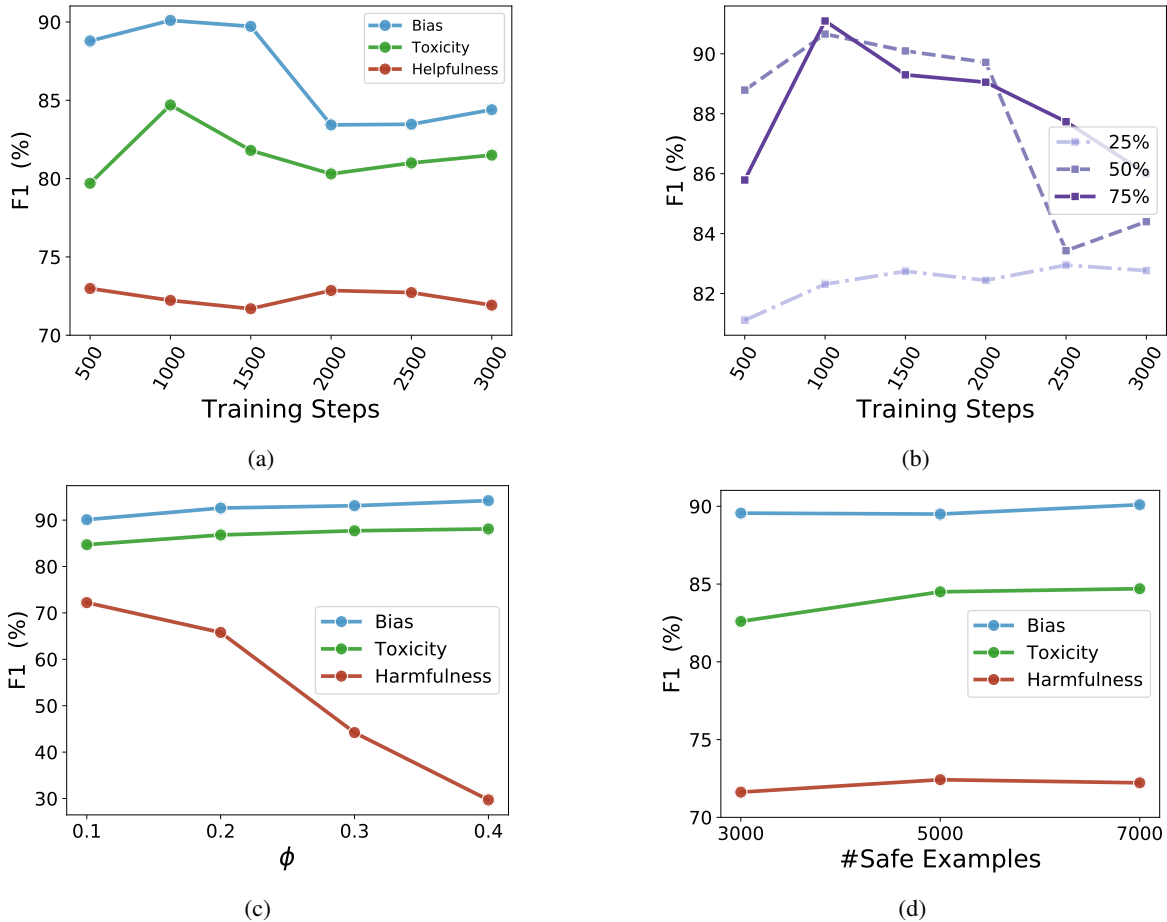 90
85
80
75
70
F1 (%)
Bias
Toxicity
Helpfulness
500
1000
1500
2000
2500
3000
Training Steps
(a)
90
88
86
84
82
F1 (%)
25%
50%
75%
500
1000
1500
2000
2500
3000
Training Steps
(b)
90
80
70
60
50
40
30
F1 (%)
Bias
Toxicity
Harmfulness
0.1
0.2
0.3
0.4
ϕ
(c)
90
85
80
75
70
F1 (%)
Bias
Toxicity
Harmfulness
3000
5000
7000
#Safe Examples
(d)